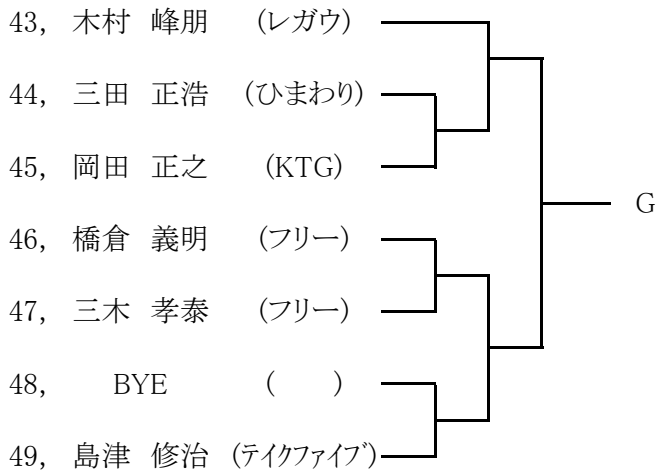 43, 木村 峰朋 (レガウ)
44, 三田 正浩 (ひまわり)
45, 岡田 正之 (KTG)
G
46, 橋倉 義明 (フリー)
47, 三木 孝泰 (フリー)
48, BYE ( )
49, 島津 修治 (テイクファイブ)